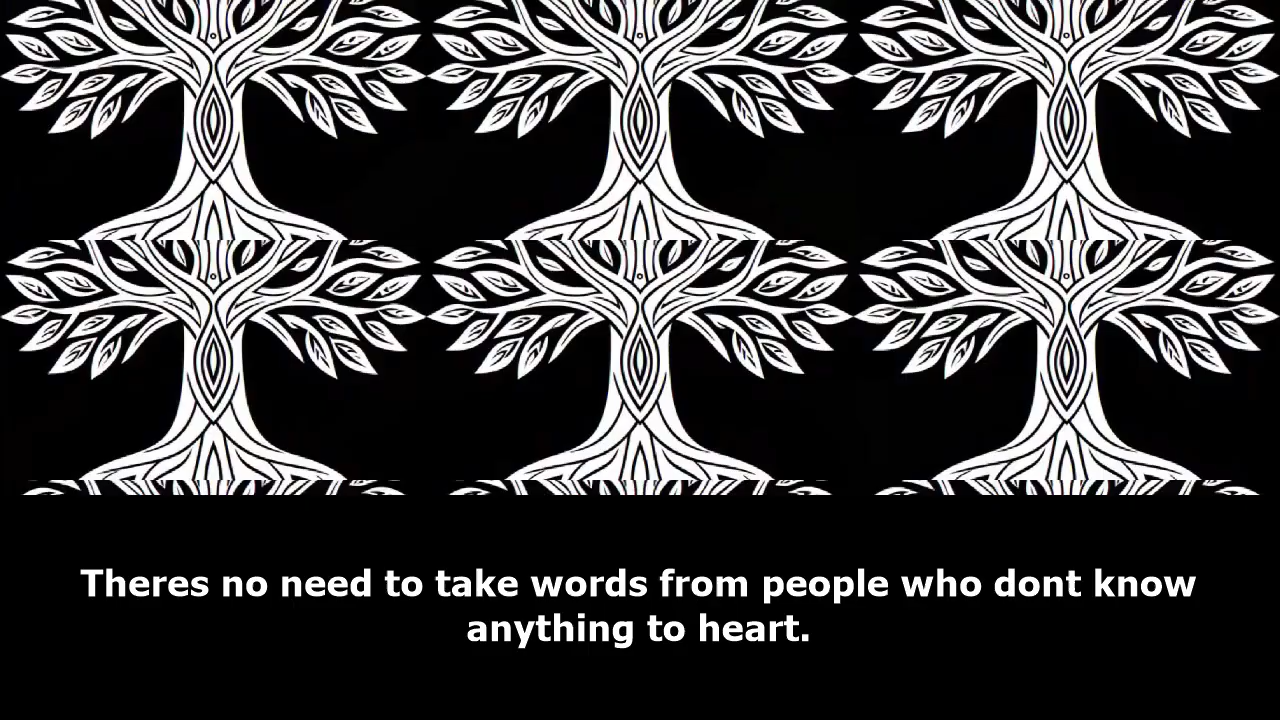 Theres no need to take words from people who dont know
anything to heart.